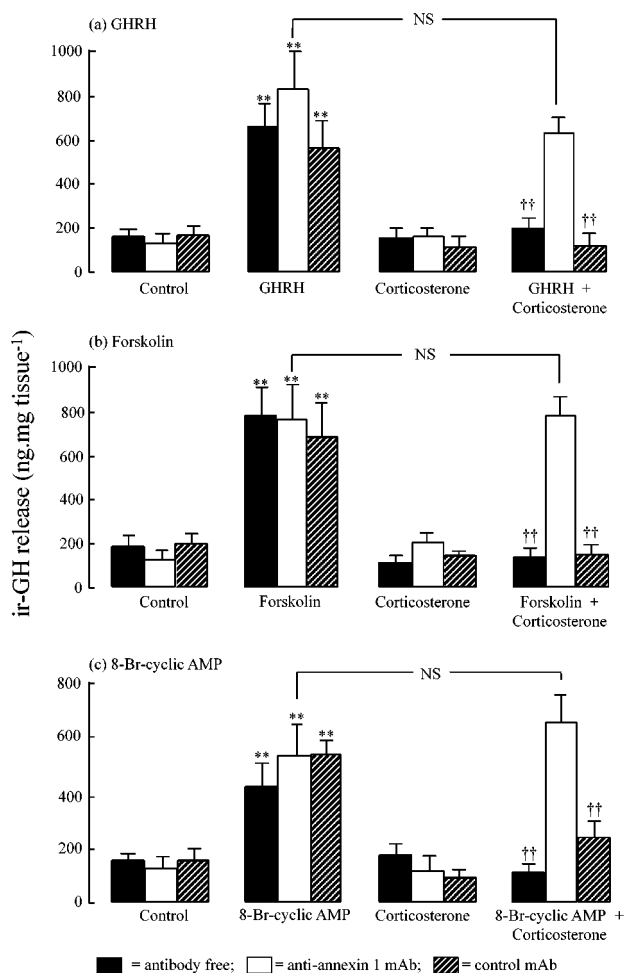 (a) GHRH
NS
1000
800
600
400
200
0
** ** **
†† ††
Control
GHRH
Corticosterone
GHRH +
Corticosterone
ir-GH release (ng.mg tissue-1)
(b) Forskolin
NS
1000
800
600
400
200
0
** ** **
†† ††
Control
Forskolin
Corticosterone
Forskolin +
Corticosterone
(c) 8-Br-cyclic AMP
NS
800
600
400
200
0
** ** **
†† ††
Control
8-Br-cyclic AMP
Corticosterone
8-Br-cyclic AMP +
Corticosterone
= antibody free; = anti-annexin 1 mAb; = control mAb